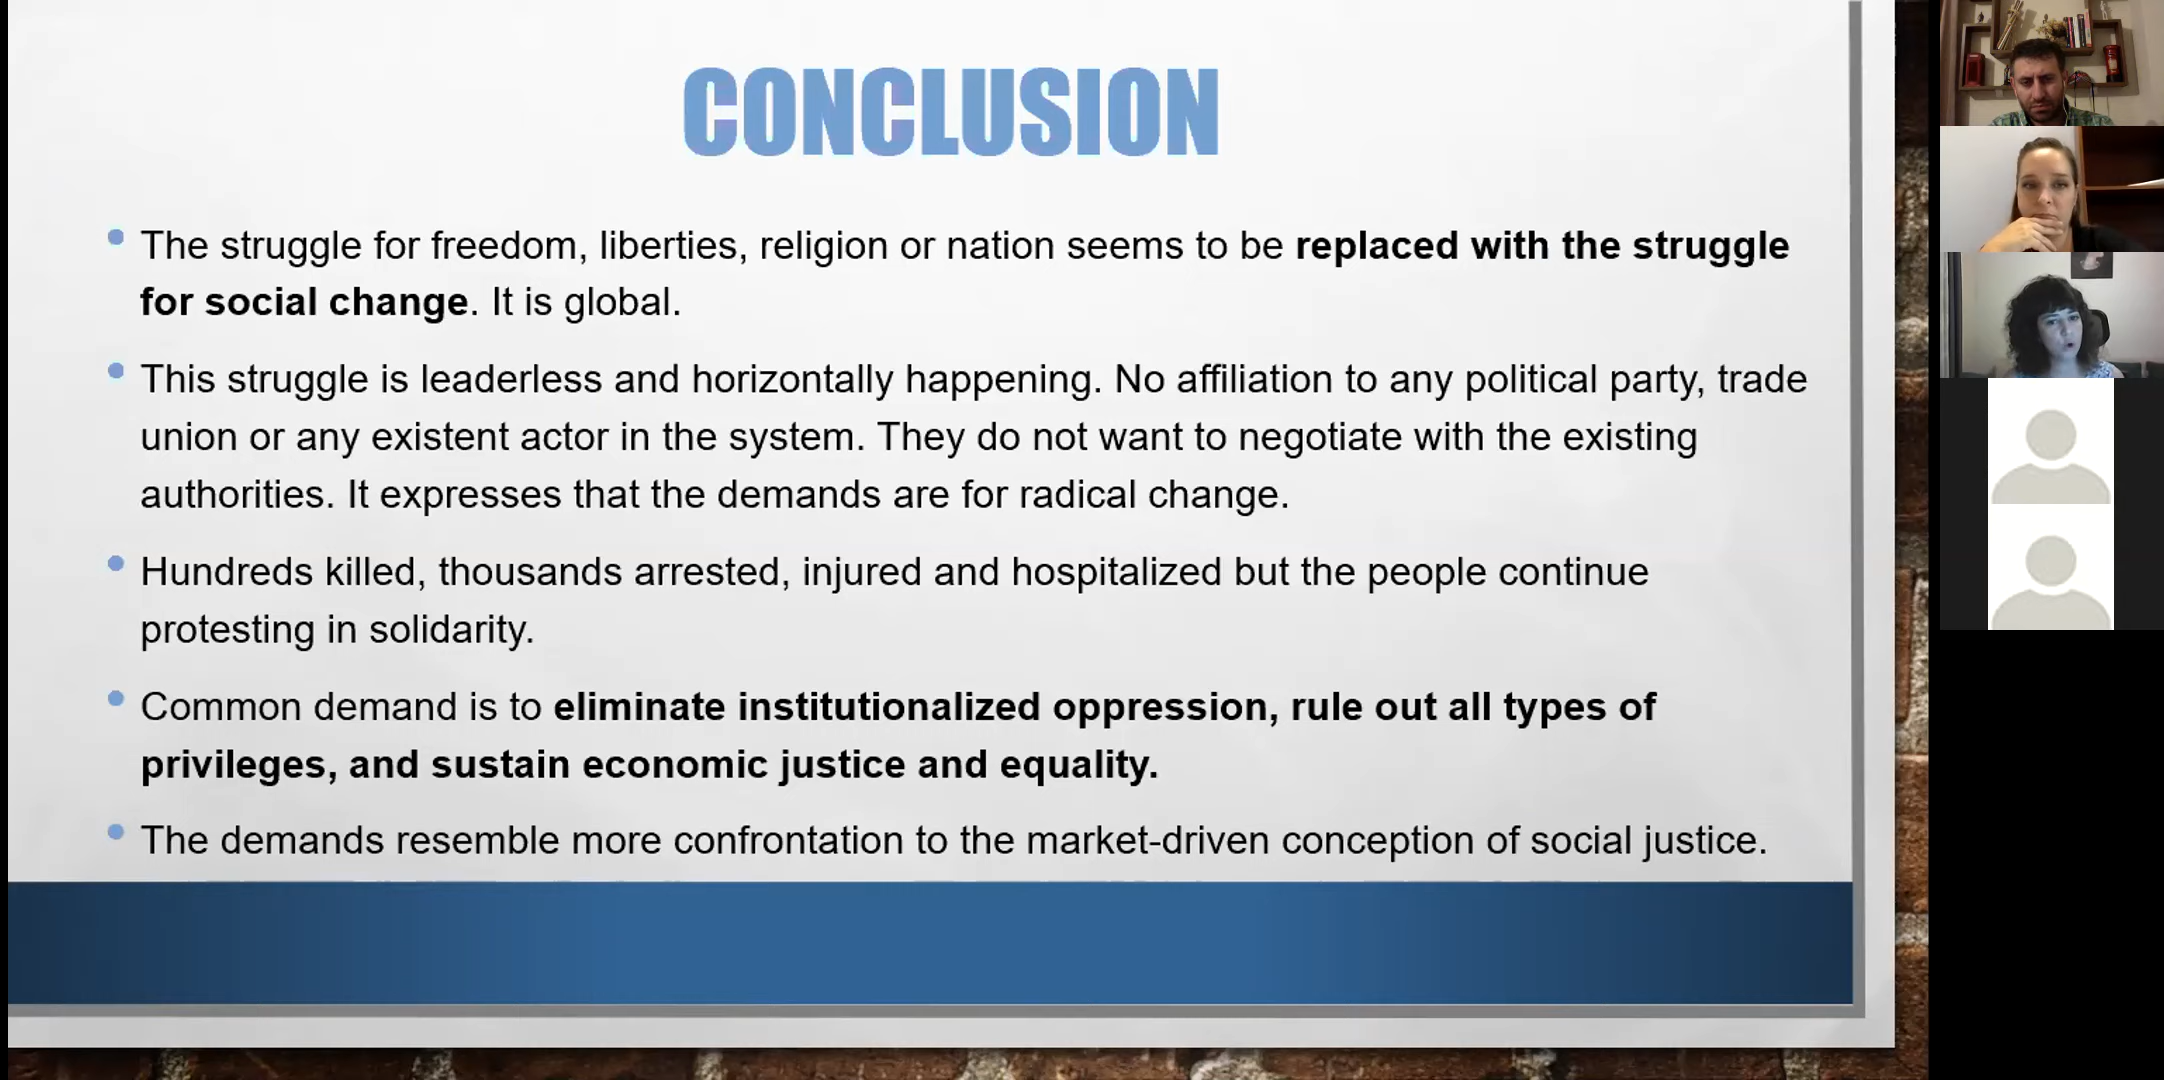 CONCLUSION
The struggle for freedom, liberties, religion or nation seems to be replaced with the struggle
for social change. It is global.
This struggle is leaderless and horizontally happening. No affiliation to any political party, trade
union or any existent actor in the system. They do not want to negotiate with the existing
authorities. It expresses that the demands are for radical change.
Hundreds killed, thousands arrested, injured and hospitalized but the people continue
protesting in solidarity.
Common demand is to eliminate institutionalized oppression, rule out all types of
privileges, and sustain economic justice and equality.
The demands resemble more confrontation to the market-driven conception of social justice.